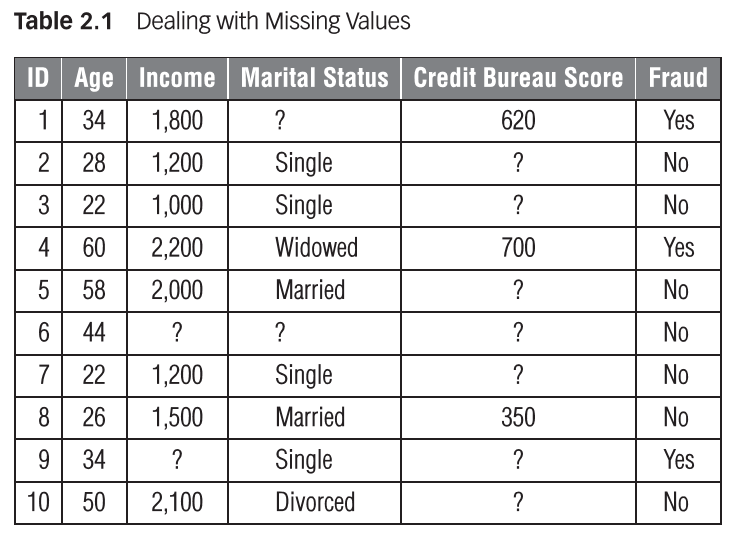 Table 2.1 Dealing with Missing Values
ID Age Income Marital Status Credit Bureau Score Fraud
1 34 1,800 ? 620 Yes
2 28 1,200 Single ? No
3 22 1,000 Single ? No
4 60 2,200 Widowed 700 Yes
5 58 2,000 Married ? No
6 44 ? ? ? No
7 22 1,200 Single ? No
8 26 1,500 Married 350 No
9 34 ? Single ? Yes
10 50 2,100 Divorced ? No